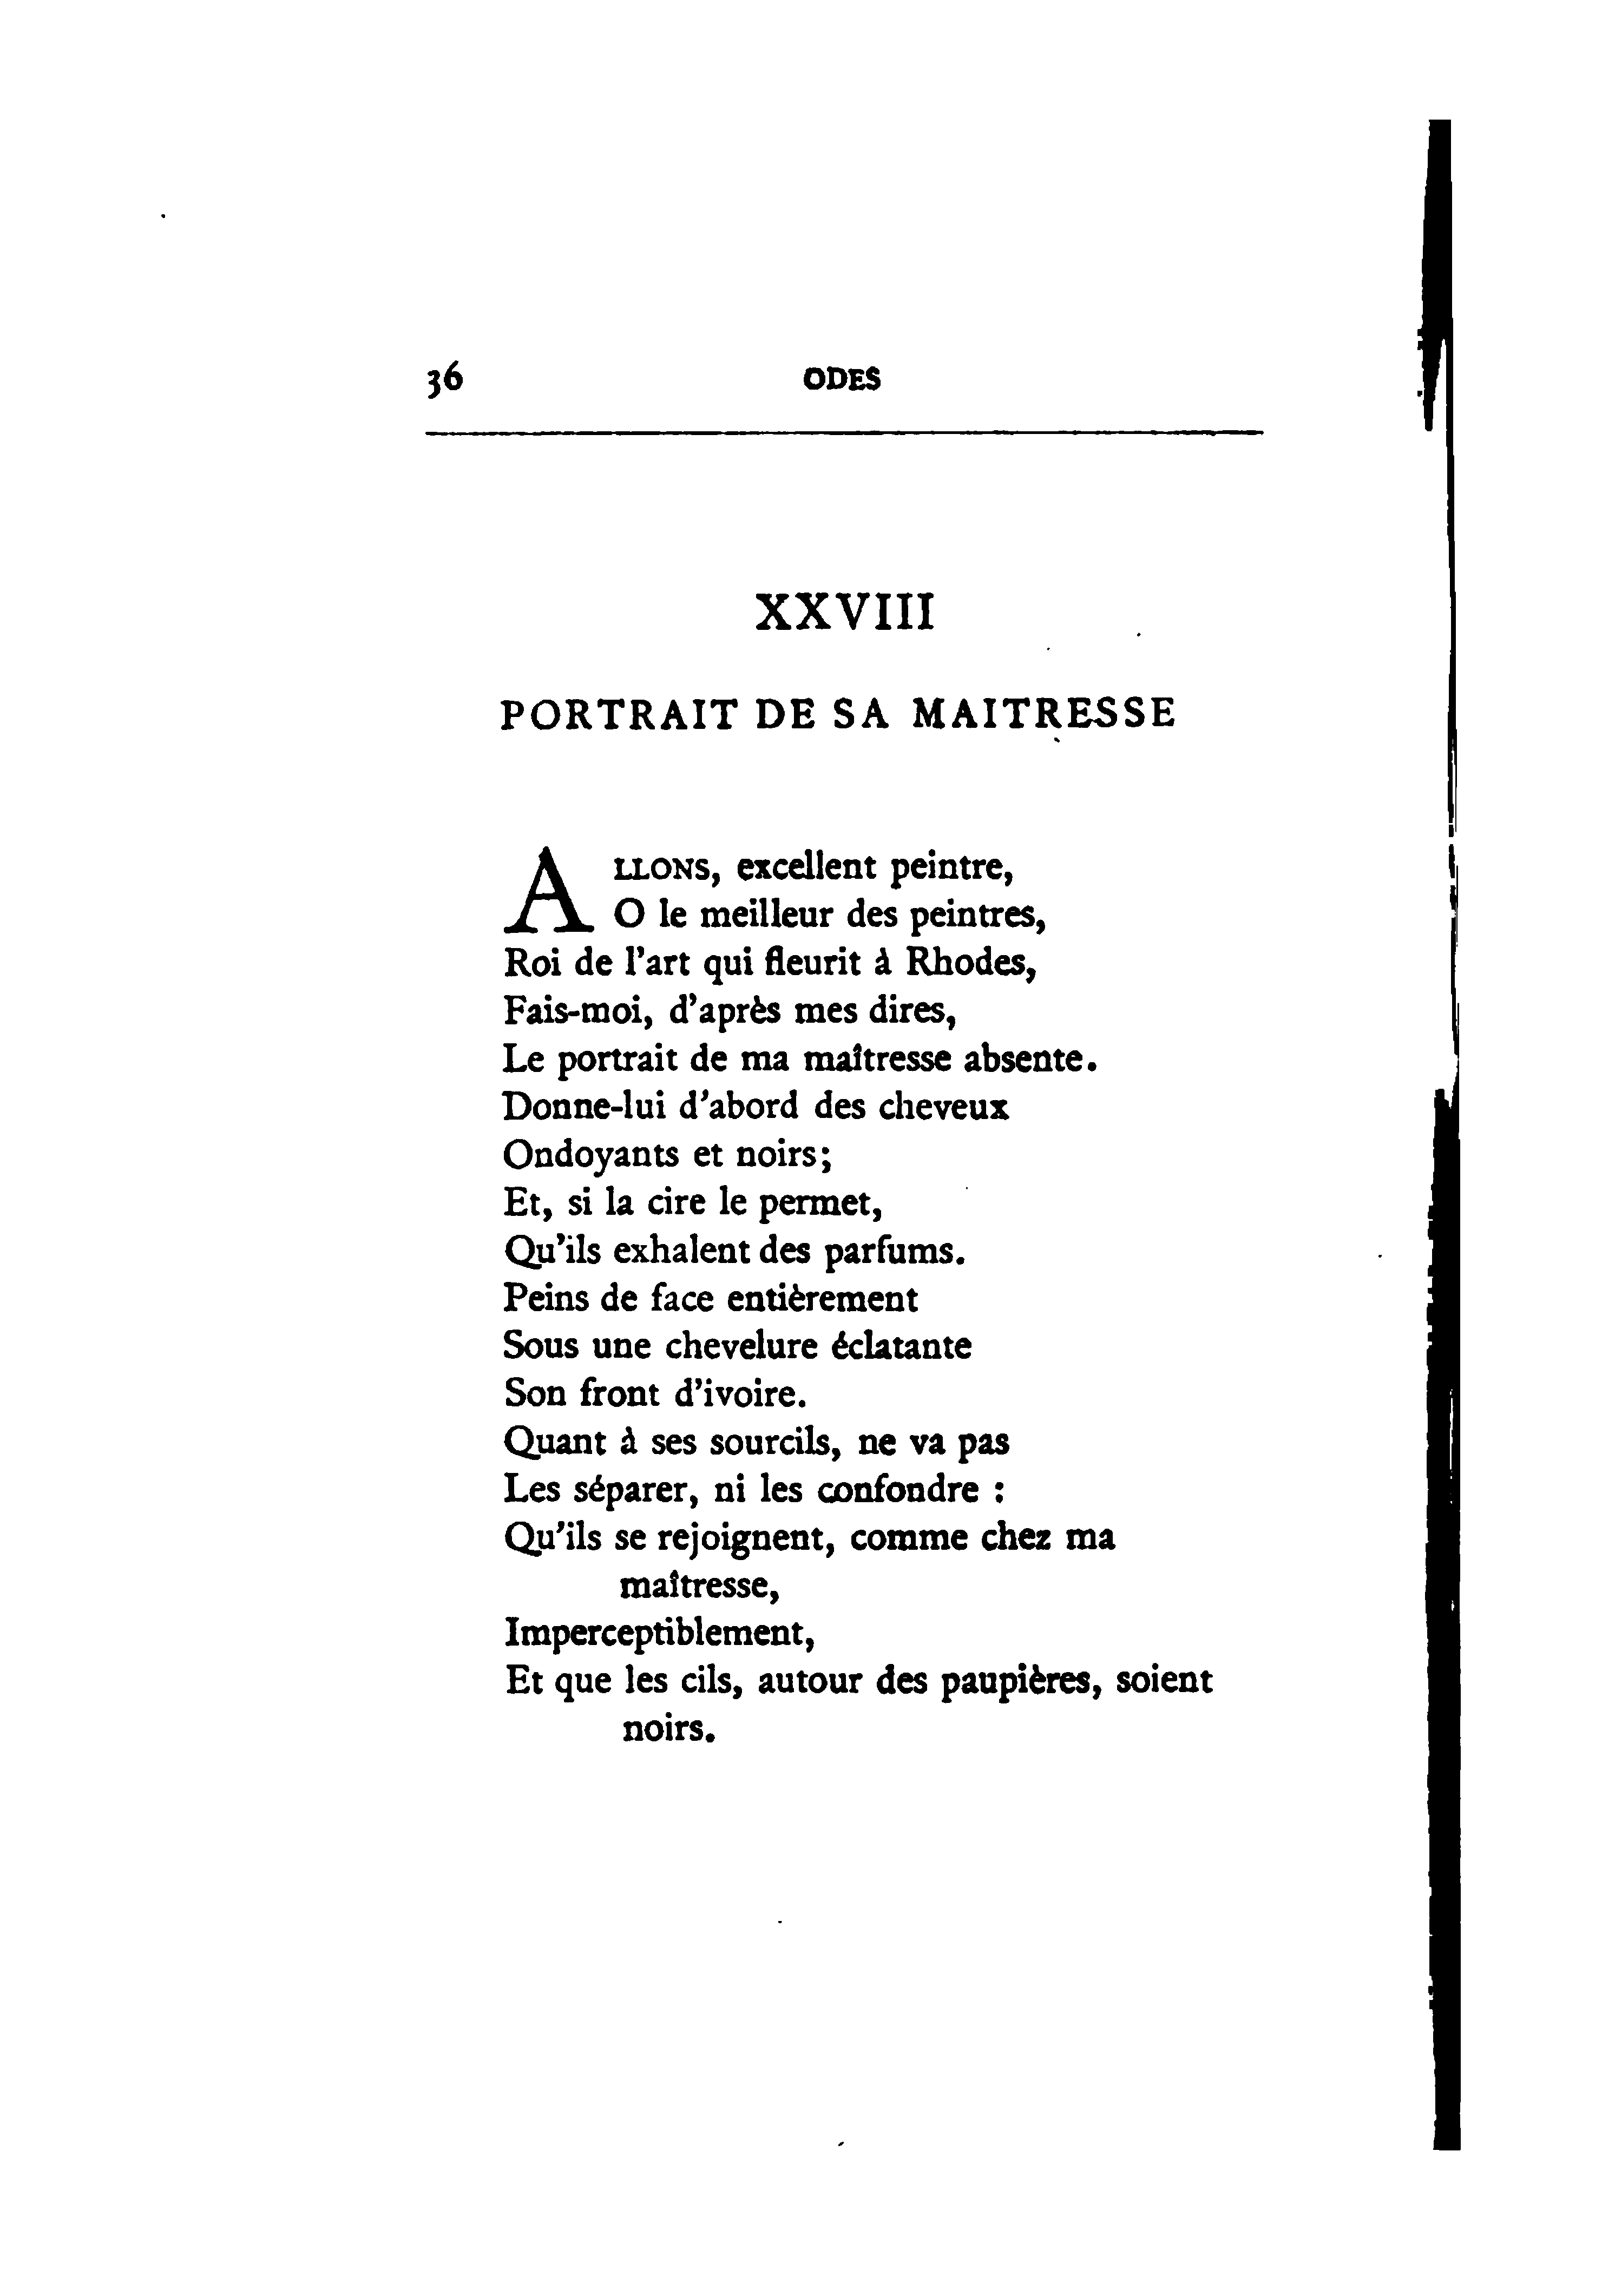 36 ODES
XXVIII
PORTRAIT DE SA MAITRESSE
ALLONS, excellent peintre,
O le meilleur des peintres,
Roi de l'art qui fleurit à Rhodes,
Fais-moi, d'après mes dires,
Le portrait de ma maîtresse absente.
Donne-lui d'abord des cheveux
Ondoyants et noirs;
Et, si la cire le permet,
Qu'ils exhalent des parfums.
Peins de face entièrement
Sous une chevelure éclatante
Son front d'ivoire.
Quant à ses sourcils, ne va pas
Les séparer, ni les confondre :
Qu'ils se rejoignent, comme chez ma
maîtresse,
Imperceptiblement,
Et que les cils, autour des paupières, soient
noirs.